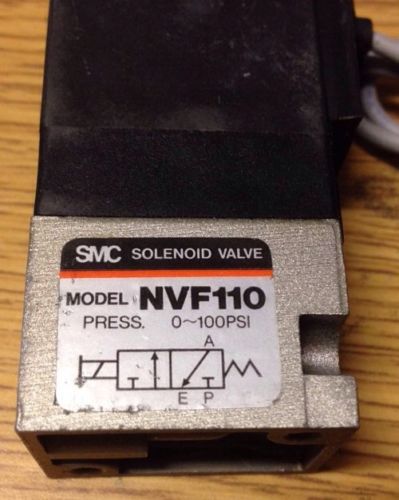 SMC SOLENOID VALVE
MODEL NVF110
PRESS. 0~100PSI
A
E P